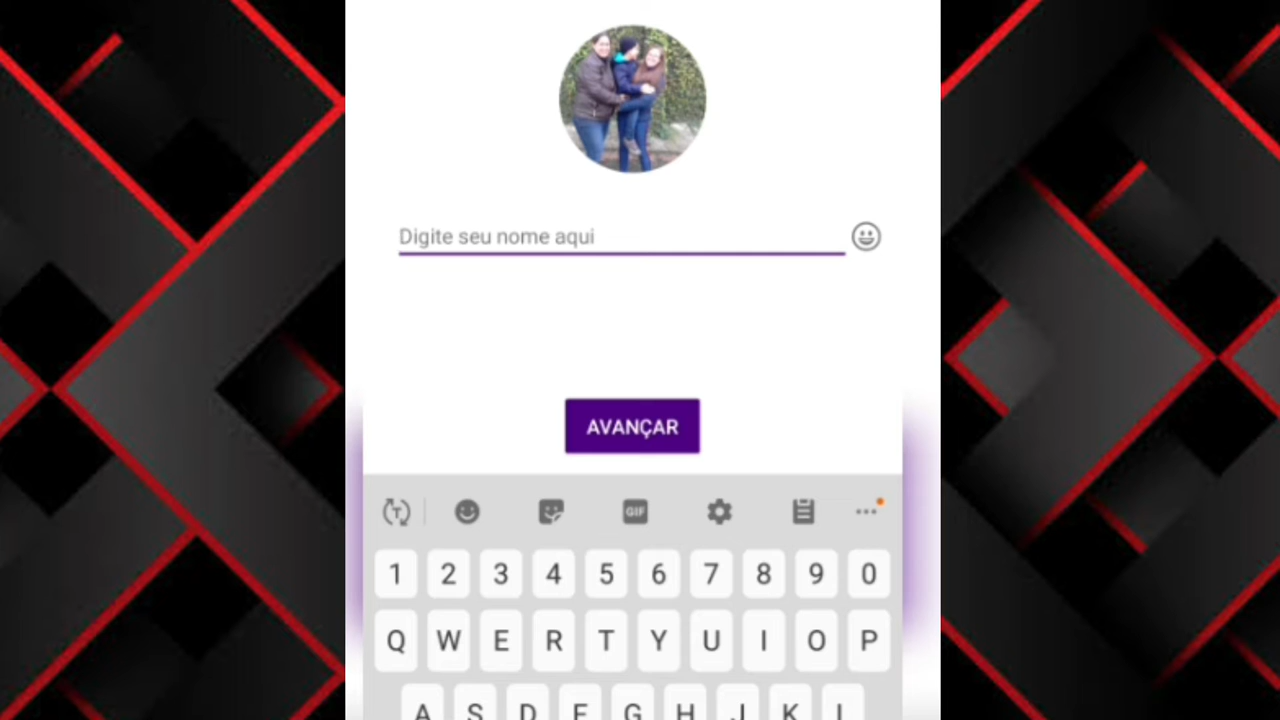 Digite seu nome aqui
AVANÇAR
T
GIF
1 2 3 4 5 6 7 8 9 0
Q W E R T Y U I O P
A S D F G H J K L